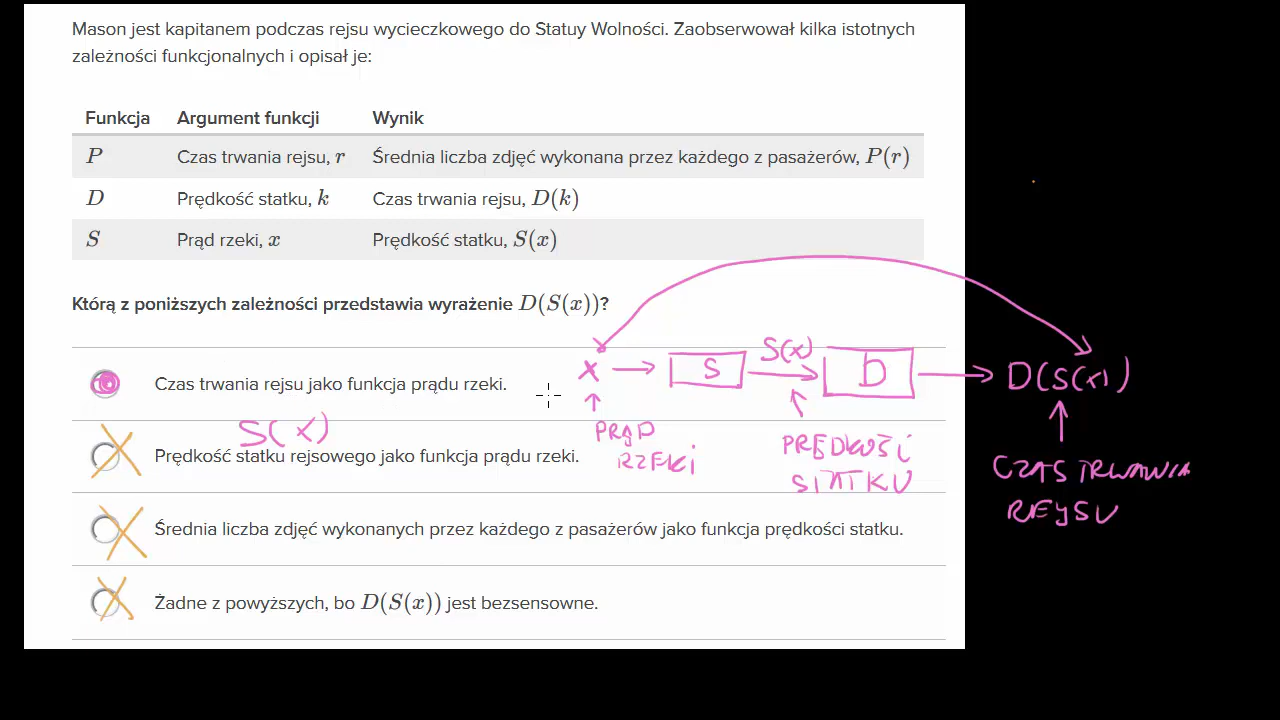 Mason jest kapitanem podczas rejsu wycieczkowego do Statuy Wolności. Zaobserwował kilka istotnych
zależności funkcjonalnych i opisał je:
Funkcja Argument funkcji Wynik
P Czas trwania rejsu, r Średnia liczba zdjęć wykonana przez każdego z pasażerów, P(r)
D Prędkość statku, k Czas trwania rejsu, D(k)
S Prąd rzeki, x Prędkość statku, S(x)
Którą z poniższych zależności przedstawia wyrażenie D(S(x))?
Czas trwania rejsu jako funkcja prądu rzeki.
S(x)
Prędkość statku rejsowego jako funkcja prądu rzeki.
Średnia liczba zdjęć wykonanych przez każdego z pasażerów jako funkcja prędkości statku.
Żadne z powyższych, bo D(S(x)) jest bezsensowne.
X S S(x) D D(S(x))
PRĄD
RZEKI
PRĘDKOŚĆ
STATKU
CZAS TRWANIA
REJSU